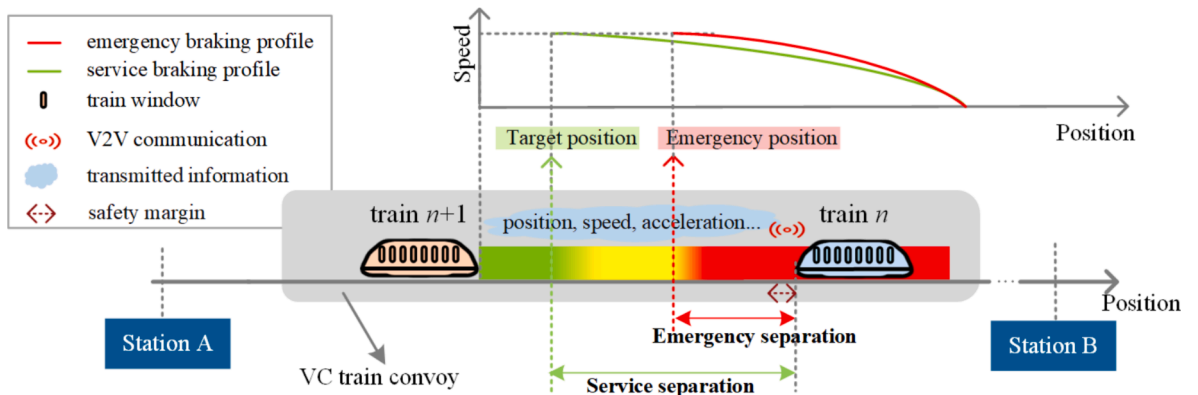 emergency braking profile
service braking profile
train window
V2V communication
transmitted information
safety margin
Speed
Position
Target position
Emergency position
train n+1
position, speed, acceleration...
train n
Position
Station A
VC train convoy
Emergency separation
Service separation
...
Station B